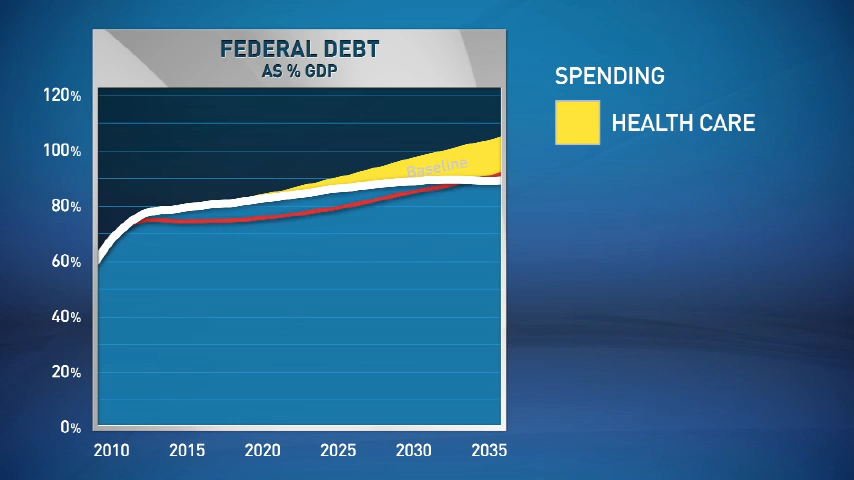 FEDERAL DEBT
AS % GDP
SPENDING
HEALTH CARE
120%
100%
Baseline
80%
60%
40%
20%
0%
2010 2015 2020 2025 2030 2035